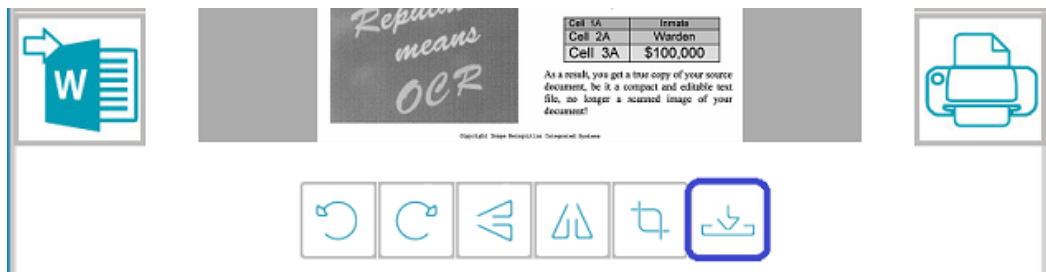 W
means
OCR
Cell 1A Inmate
Cell 2A Warden
Cell 3A $100,000
As a result, you get a true copy of your source
document, be it a compact and editable text
file, no longer a scanned image of your
document!
Copyright Image Recognition Integrated Systems